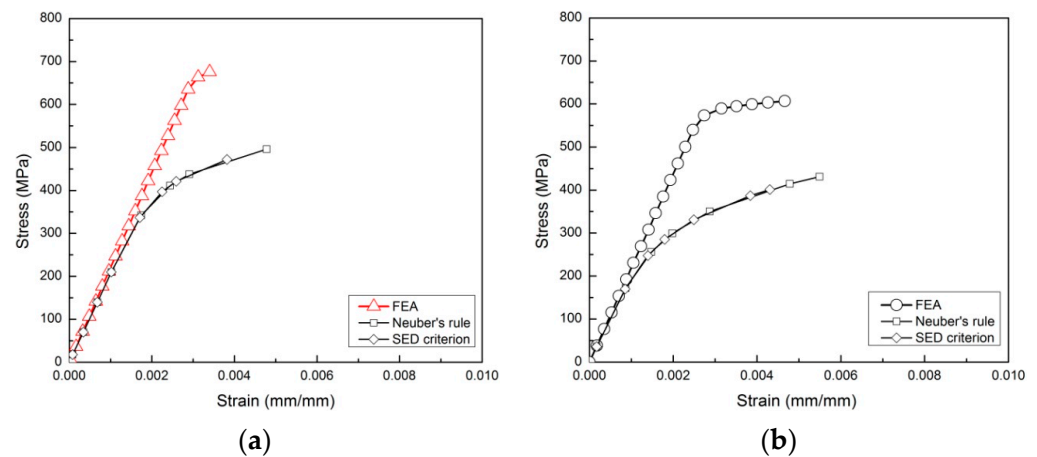 800
700
600
500
400
300
200
100
0
Stress (MPa)
0.000 0.002 0.004 0.006 0.008 0.010
Strain (mm/mm)
FEA
Neuber's rule
SED criterion
(a)
800
700
600
500
400
300
200
100
0
Stress (MPa)
0.000 0.002 0.004 0.006 0.008 0.010
Strain (mm/mm)
FEA
Neuber's rule
SED criterion
(b)